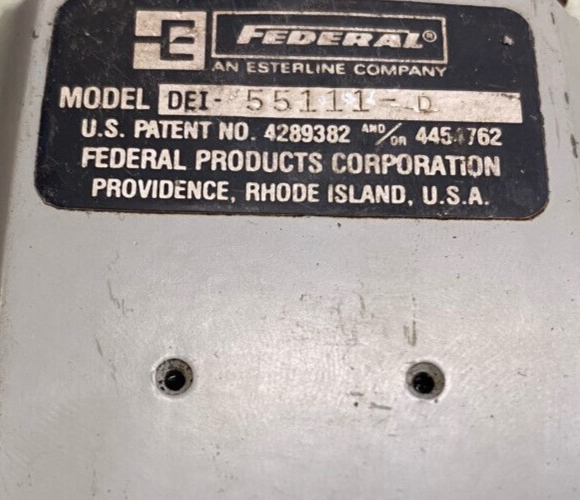 FEDERAL®
AN ESTERLINE COMPANY
MODEL DEI- 55111-D
U.S. PATENT NO. 4289382 AND/OR
FEDERAL PRODUCTS CORPORATION
PROVIDENCE, RHODE ISLAND, U.S.A.